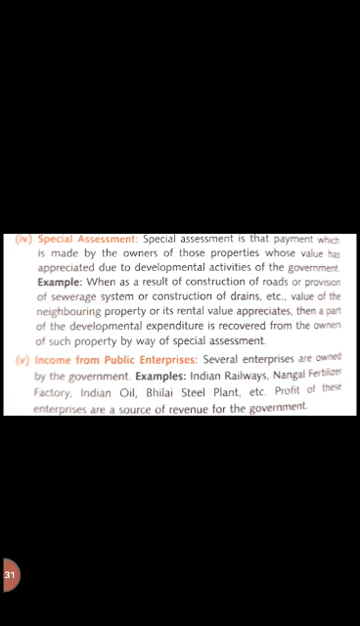 (iv) Special Assessment: Special assessment is that payment which
is made by the owners of those properties whose value has
appreciated due to developmental activities of the government.
Example: When as a result of construction of roads or provision
of sewerage system or construction of drains, etc., value of the
neighbouring property or its rental value appreciates, then a part
of the developmental expenditure is recovered from the owners
of such property by way of special assessment.
(v) Income from Public Enterprises: Several enterprises are owned
by the government. Examples: Indian Railways, Nangal Fertilizer
Factory, Indian Oil, Bhilai Steel Plant, etc. Profit of these
enterprises are a source of revenue for the government.
31